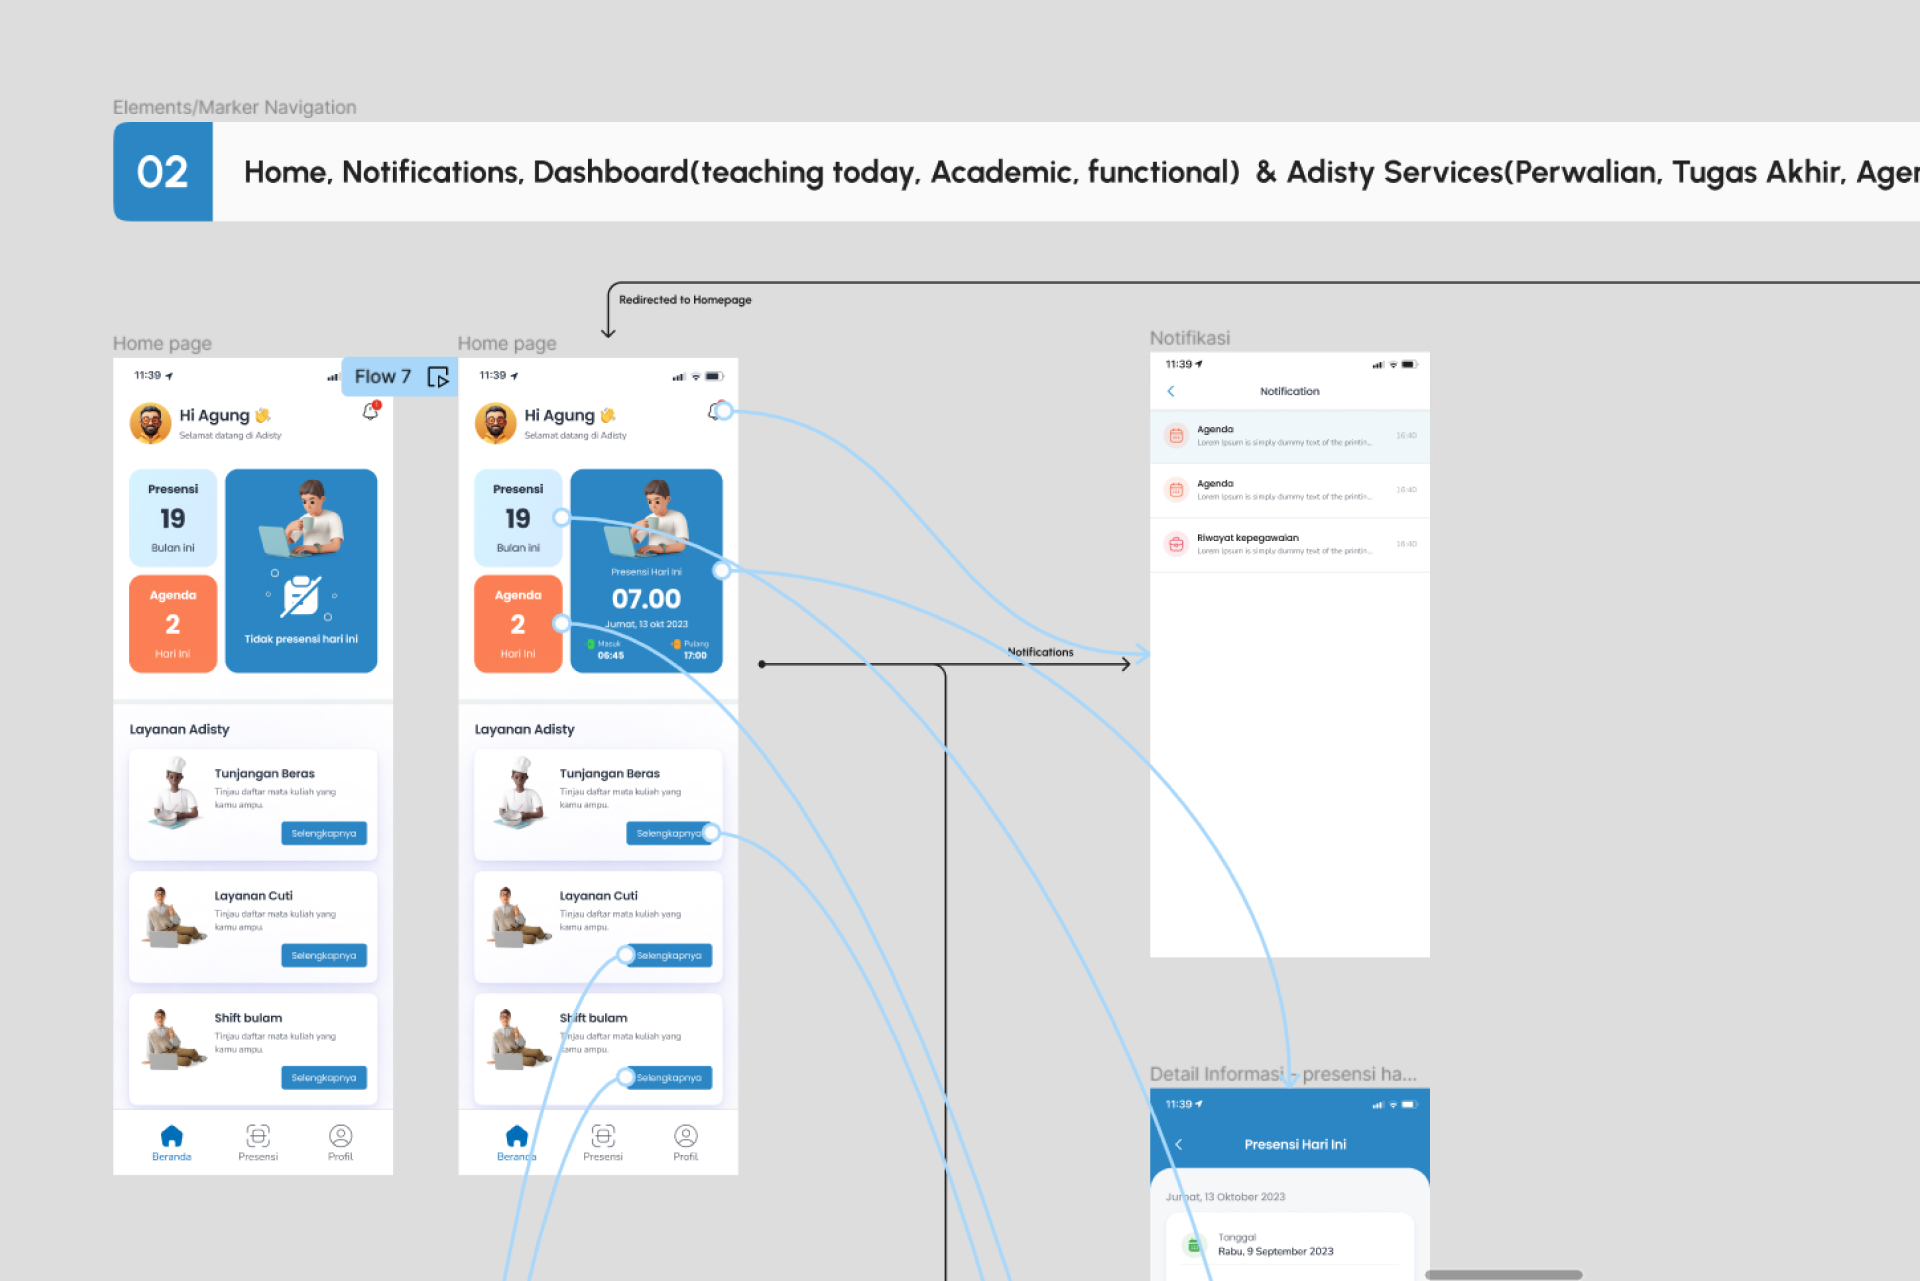 Elements/Marker Navigation
02
Home, Notifications, Dashboard(teaching today, Academic, functional) & Adisty Services(Perwalian, Tugas Akhir, Agen
Redirected to Homepage
Home page
11:39
Flow 7
Hi Agung 👋
Selamat datang di Adisty
Presensi
19
Bulan ini
Agenda
2
Hari Ini
Tidak presensi hari ini
Layanan Adisty
Tunjangan Beras
Tinjau daftar mata kuliah yang
kamu ampu.
Selengkapnya
Layanan Cuti
Tinjau daftar mata kuliah yang
kamu ampu.
Selengkapnya
Shift bulam
Tinjau daftar mata kuliah yang
kamu ampu.
Selengkapnya
Beranda
Presensi
Profil
Home page
11:39
Hi Agung 👋
Selamat datang di Adisty
Presensi
19
Bulan ini
Agenda
2
Hari Ini
Presensi Hari Ini
07.00
Jumat, 13 okt 2023
Masuk
06:45
Pulang
17:00
Layanan Adisty
Tunjangan Beras
Tinjau daftar mata kuliah yang
kamu ampu.
Selengkapnya
Layanan Cuti
Tinjau daftar mata kuliah yang
kamu ampu.
Selengkapnya
Shift bulam
Tinjau daftar mata kuliah yang
kamu ampu.
Selengkapnya
Beranda
Presensi
Profil
Notifications
Notifikasi
11:39
Notification
Agenda
Lorem Ipsum is simply dummy text of the printin...
16:40
Agenda
Lorem Ipsum is simply dummy text of the printin...
16:40
Riwayat kepegawaian
Lorem Ipsum is simply dummy text of the printin...
16:40
Detail Informasi - presensi ha...
11:39
Presensi Hari Ini
Jumat, 13 Oktober 2023
Tanggal
Rabu, 9 September 2023